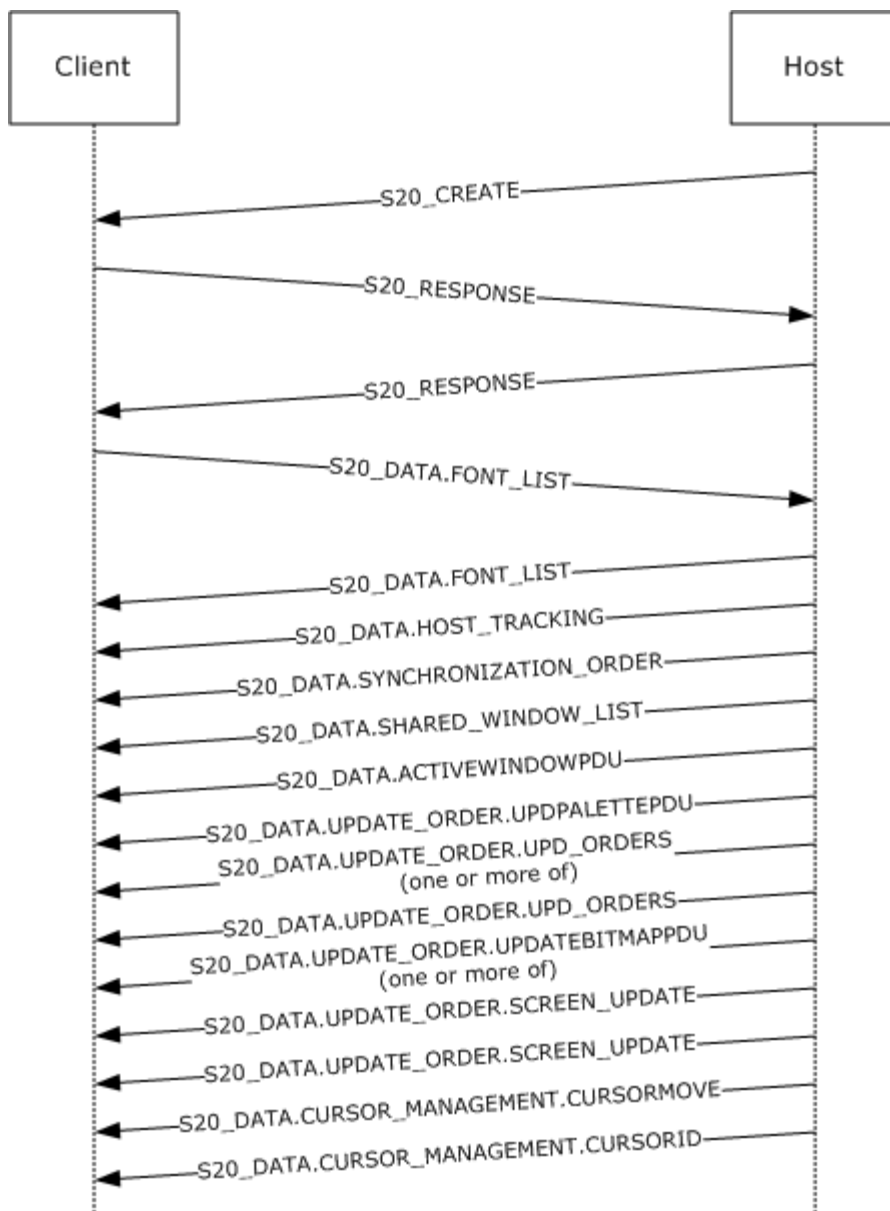 Client
Host
S20_CREATE
S20_RESPONSE
S20_RESPONSE
S20_DATA.FONT_LIST
S20_DATA.FONT_LIST
S20_DATA.HOST_TRACKING
S20_DATA.SYNCHRONIZATION_ORDER
S20_DATA.SHARED_WINDOW_LIST
S20_DATA.ACTIVEWINDOWPDU
S20_DATA.UPDATE_ORDER.UPDPALETTEPDU
S20_DATA.UPDATE_ORDER.UPD_ORDERS
(one or more of)
S20_DATA.UPDATE_ORDER.UPD_ORDERS
S20_DATA.UPDATE_ORDER.UPDATEBITMAPPDU
(one or more of)
S20_DATA.UPDATE_ORDER.SCREEN_UPDATE
S20_DATA.UPDATE_ORDER.SCREEN_UPDATE
S20_DATA.CURSOR_MANAGEMENT.CURSORMOVE
S20_DATA.CURSOR_MANAGEMENT.CURSORID